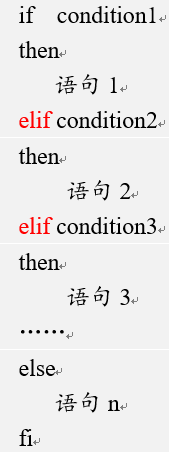 if condition1
then
语句 1
elif condition2
then
语句 2
elif condition3
then
语句 3
……
else
语句 n
fi